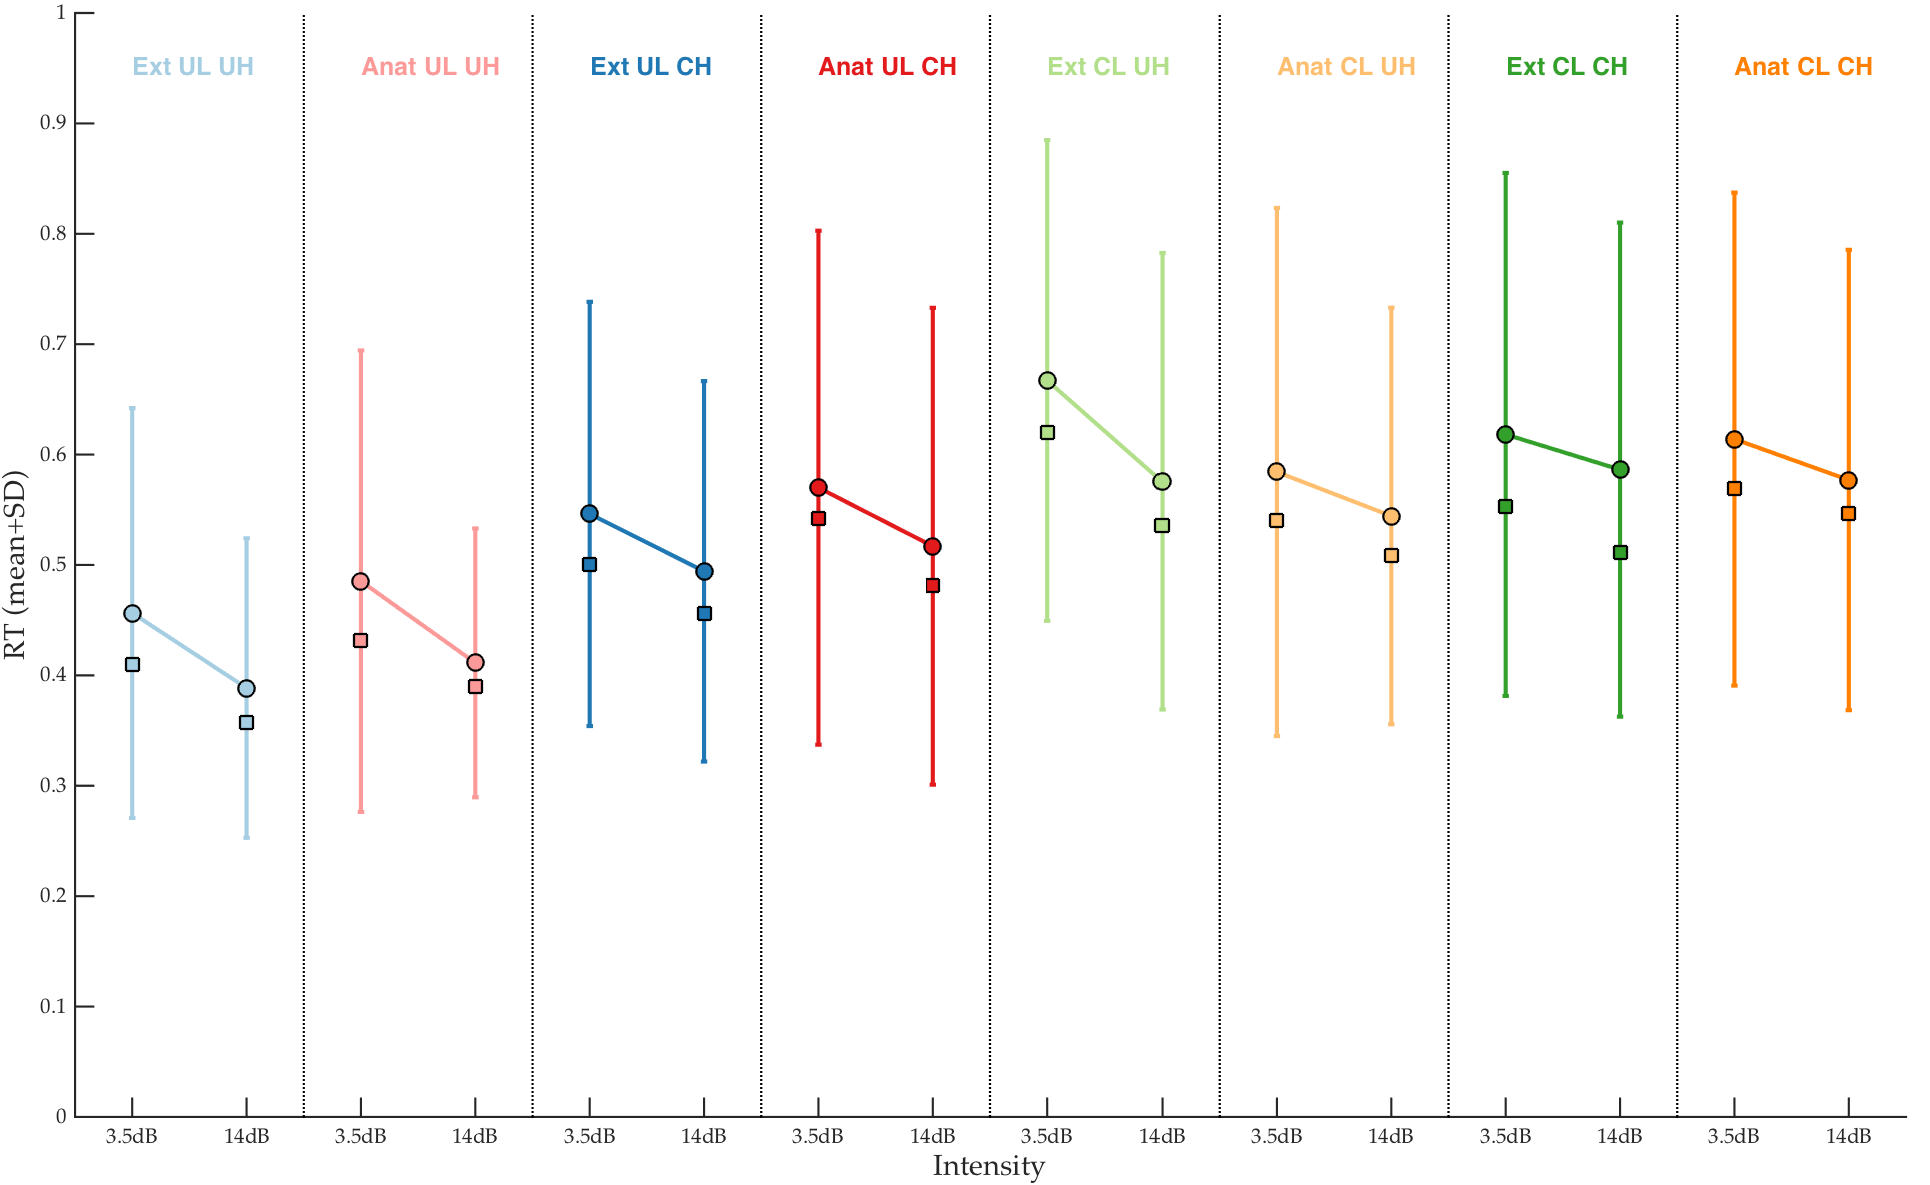 Ext UL UH Anat UL UH Ext UL CH Anat UL CH Ext CL UH Anat CL UH Ext CL CH Anat CL CH
RT (mean+SD)
1
0.9
0.8
0.7
0.6
0.5
0.4
0.3
0.2
0.1
0
3.5dB 14dB 3.5dB 14dB 3.5dB 14dB 3.5dB 14dB 3.5dB 14dB 3.5dB 14dB 3.5dB 14dB 3.5dB 14dB
Intensity